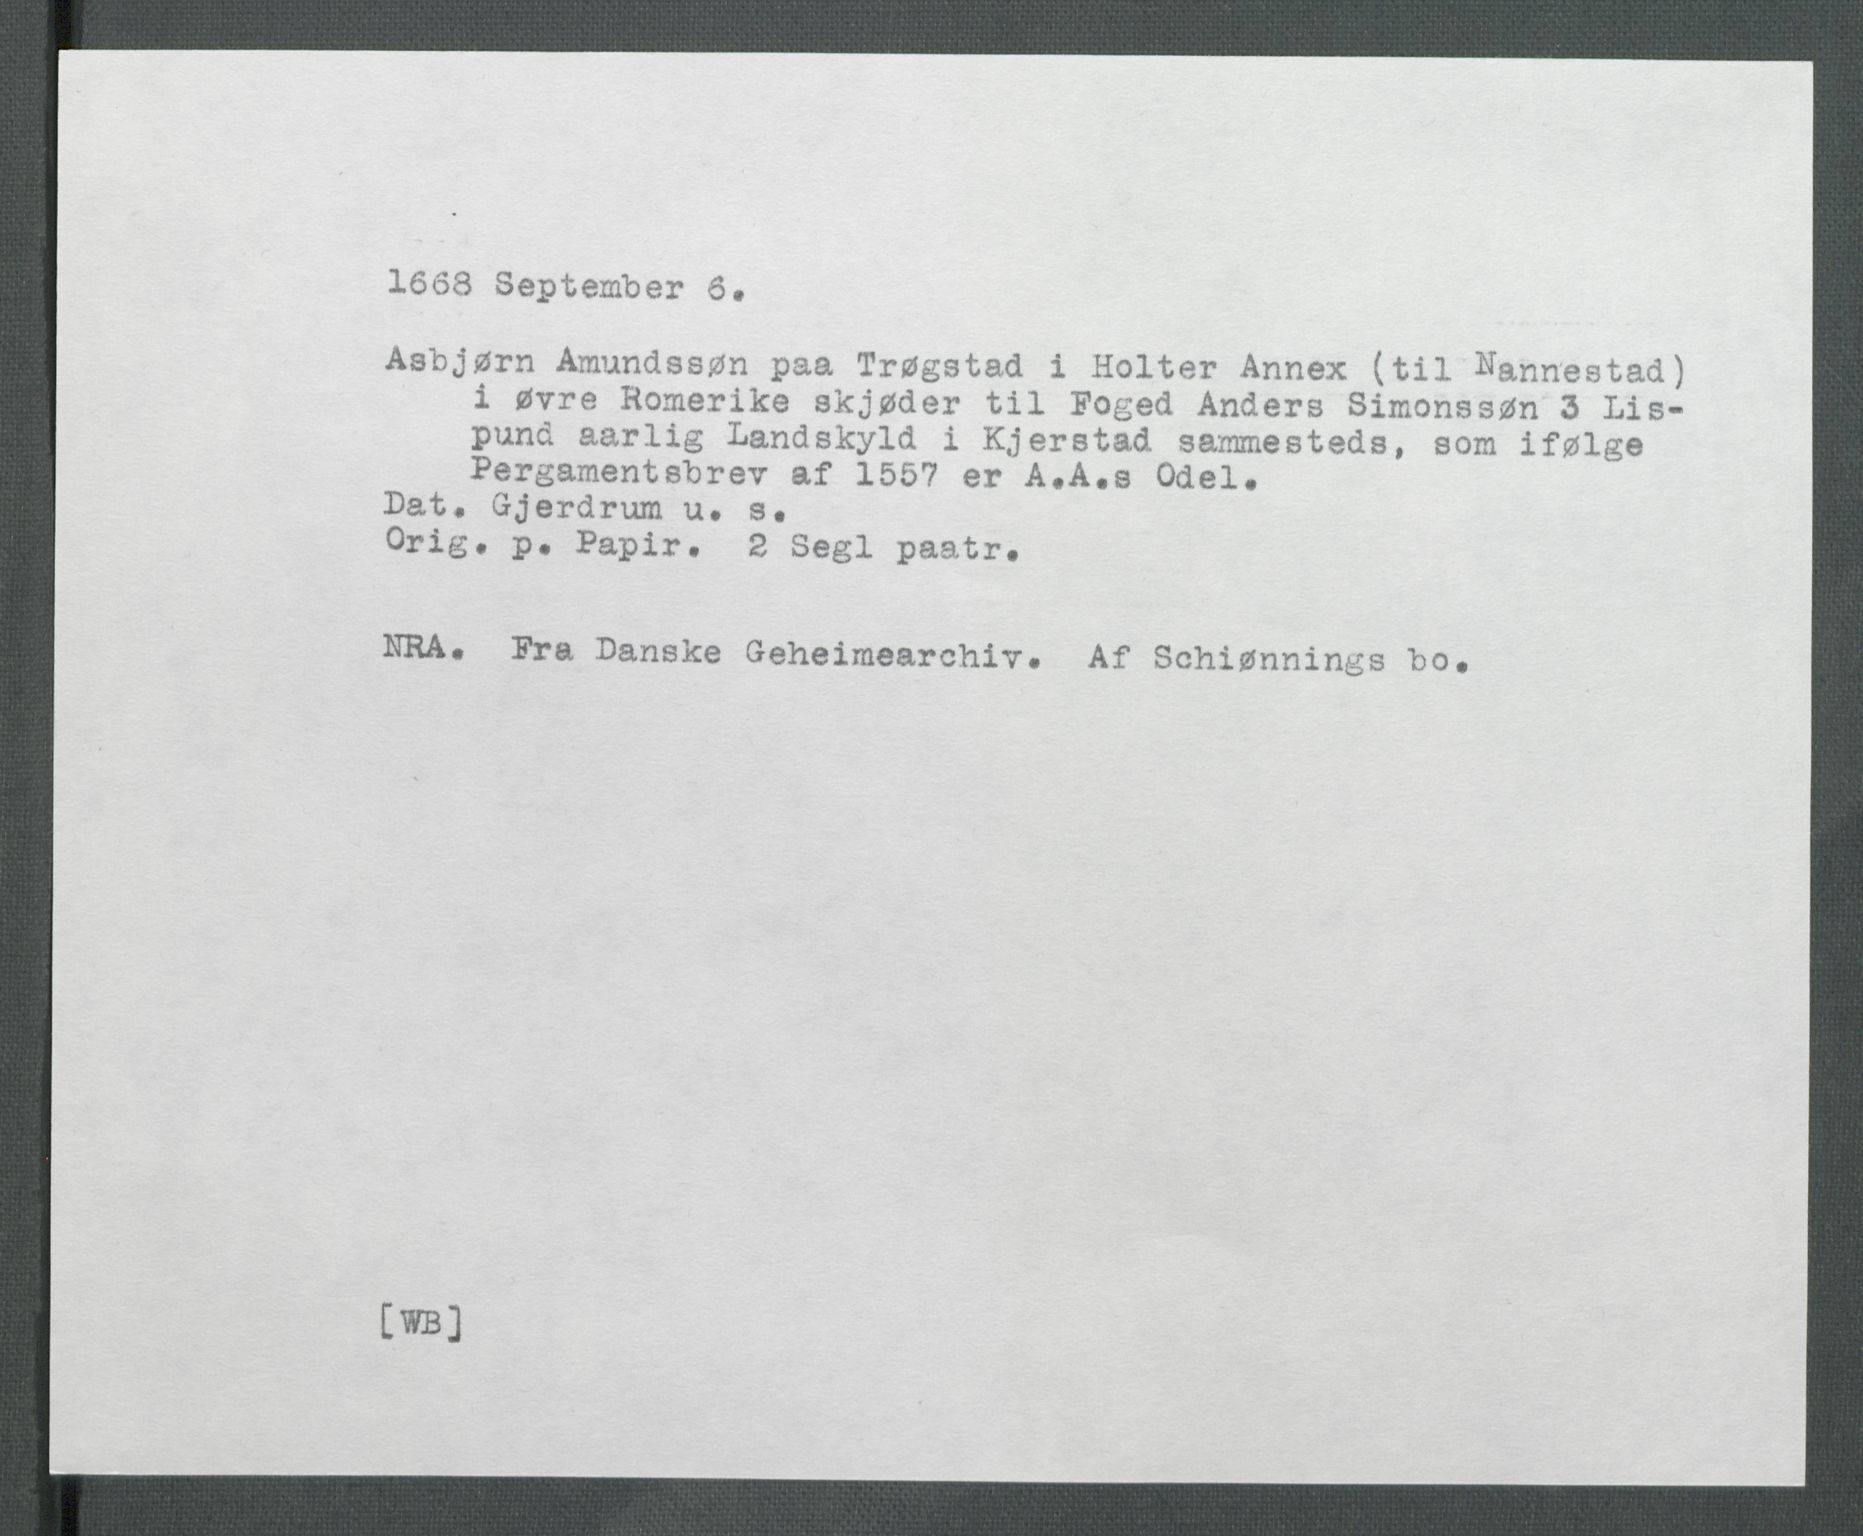 1668 September 6.
Asbjørn Amundssøn paa Trøgstad i Holter Annex (til Nannestad)
i øvre Romerike skjøder til Foged Anders Simonssøn 3 Lis-
pund aarlig Landskyld i Kjerstad sammesteds, som ifølge
Pergamentsbrev af 1557 er A.A.s Odel.
Dat. Gjerdrum u. s.
Orig. p. Papir.  2 Segl paatr.
NRA.  Fra Danske Geheimearchiv.  Af Schiønnings bo.
[WB]